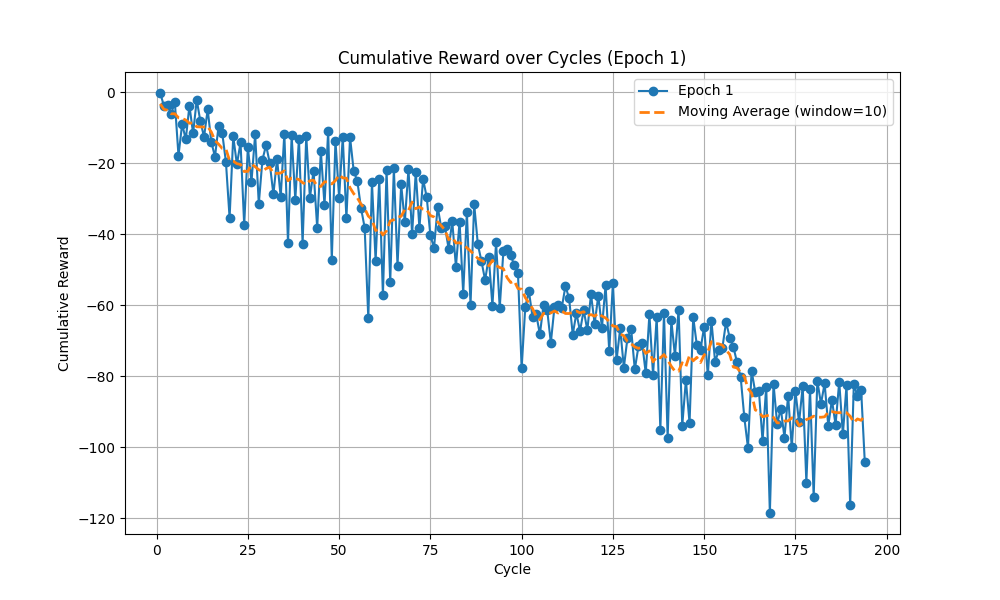 Cumulative Reward over Cycles (Epoch 1)
Epoch 1
Moving Average (window=10)
Cumulative Reward
0
−20
−40
−60
−80
−100
−120
0 25 50 75 100 125 150 175 200
Cycle